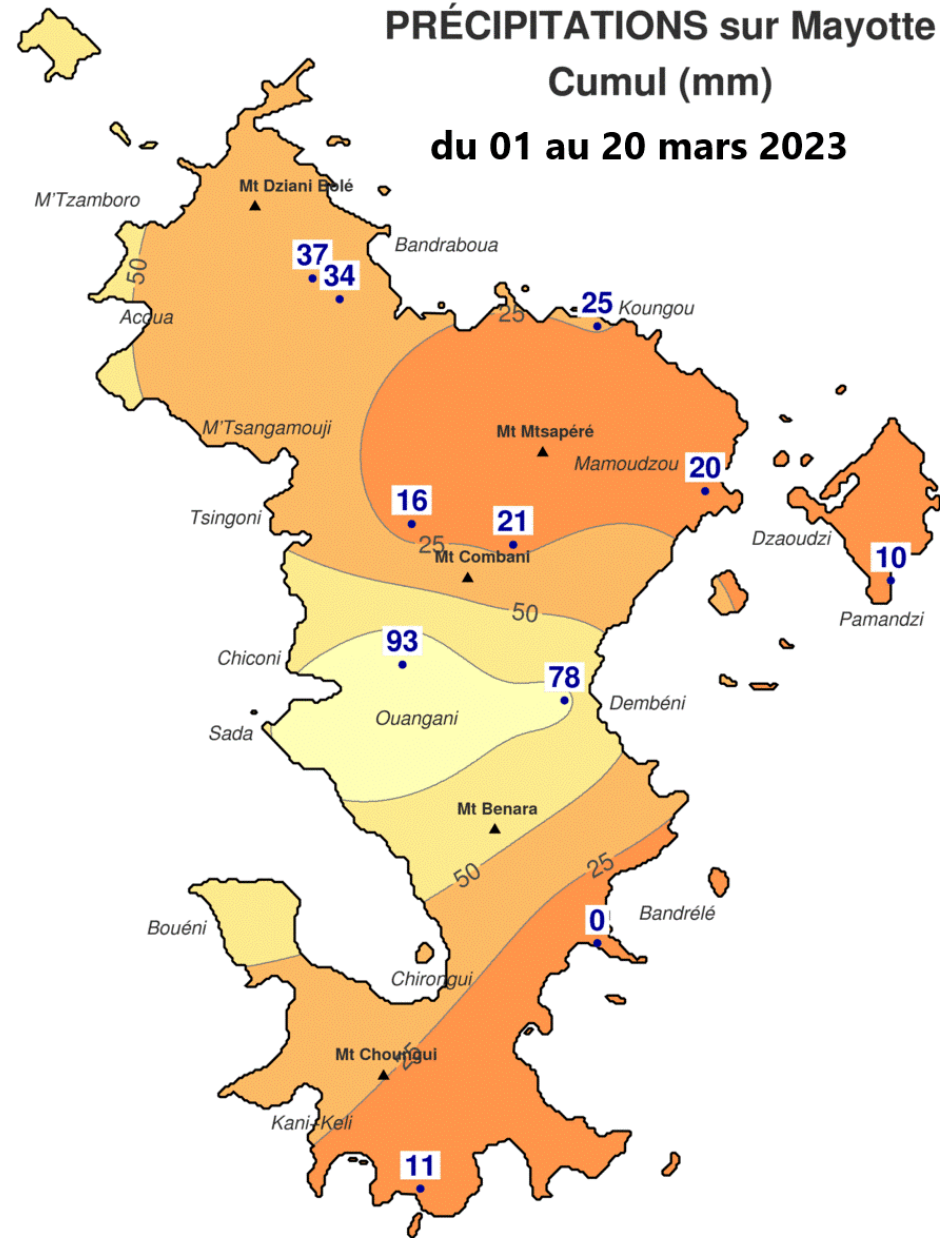 PRÉCIPITATIONS sur Mayotte
Cumul (mm)
du 01 au 20 mars 2023
Mt Dziani Bolé
M'Tzamboro
Bandraboua
37
50
34
25
25
Koungou
Acoua
M'Tsangamouji
Mt Mtsapéré
Mamoudzou
20
16
Tsingoni
21
25
Dzaoudzi
Mt Combani
10
50
Pamandzi
93
Chiconi
78
Dembéni
Ouangani
Sada
Mt Benara
25
50
Bouéni
0
Bandrélé
Chirongui
Mt Choungui
25
Kani-Keli
11